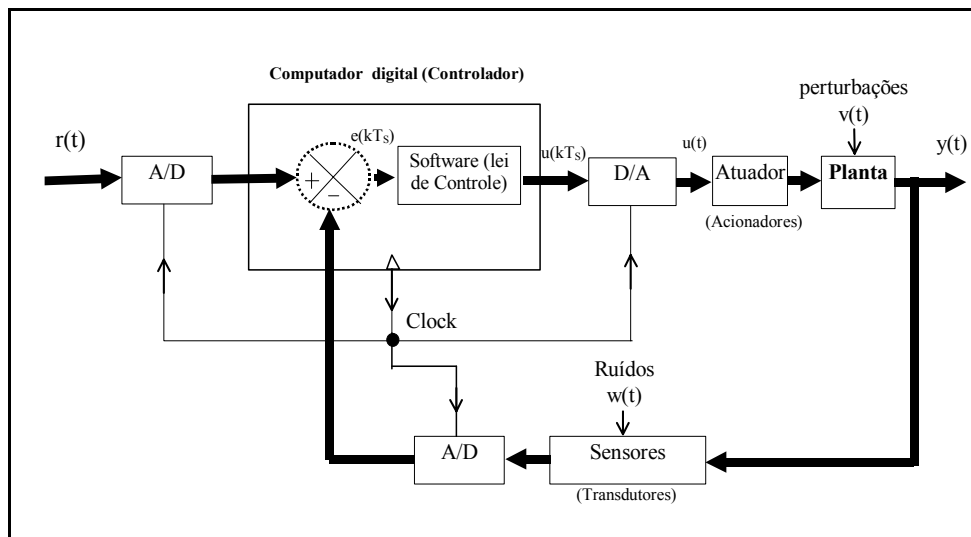 Computador digital (Controlador)
perturbações
v(t)
r(t)
e(kTS)
u(kTS)
u(t)
y(t)
A/D
+
−
Software (lei
de Controle)
D/A
Atuador
Planta
(Acionadores)
Clock
Ruídos
w(t)
A/D
Sensores
(Transdutores)